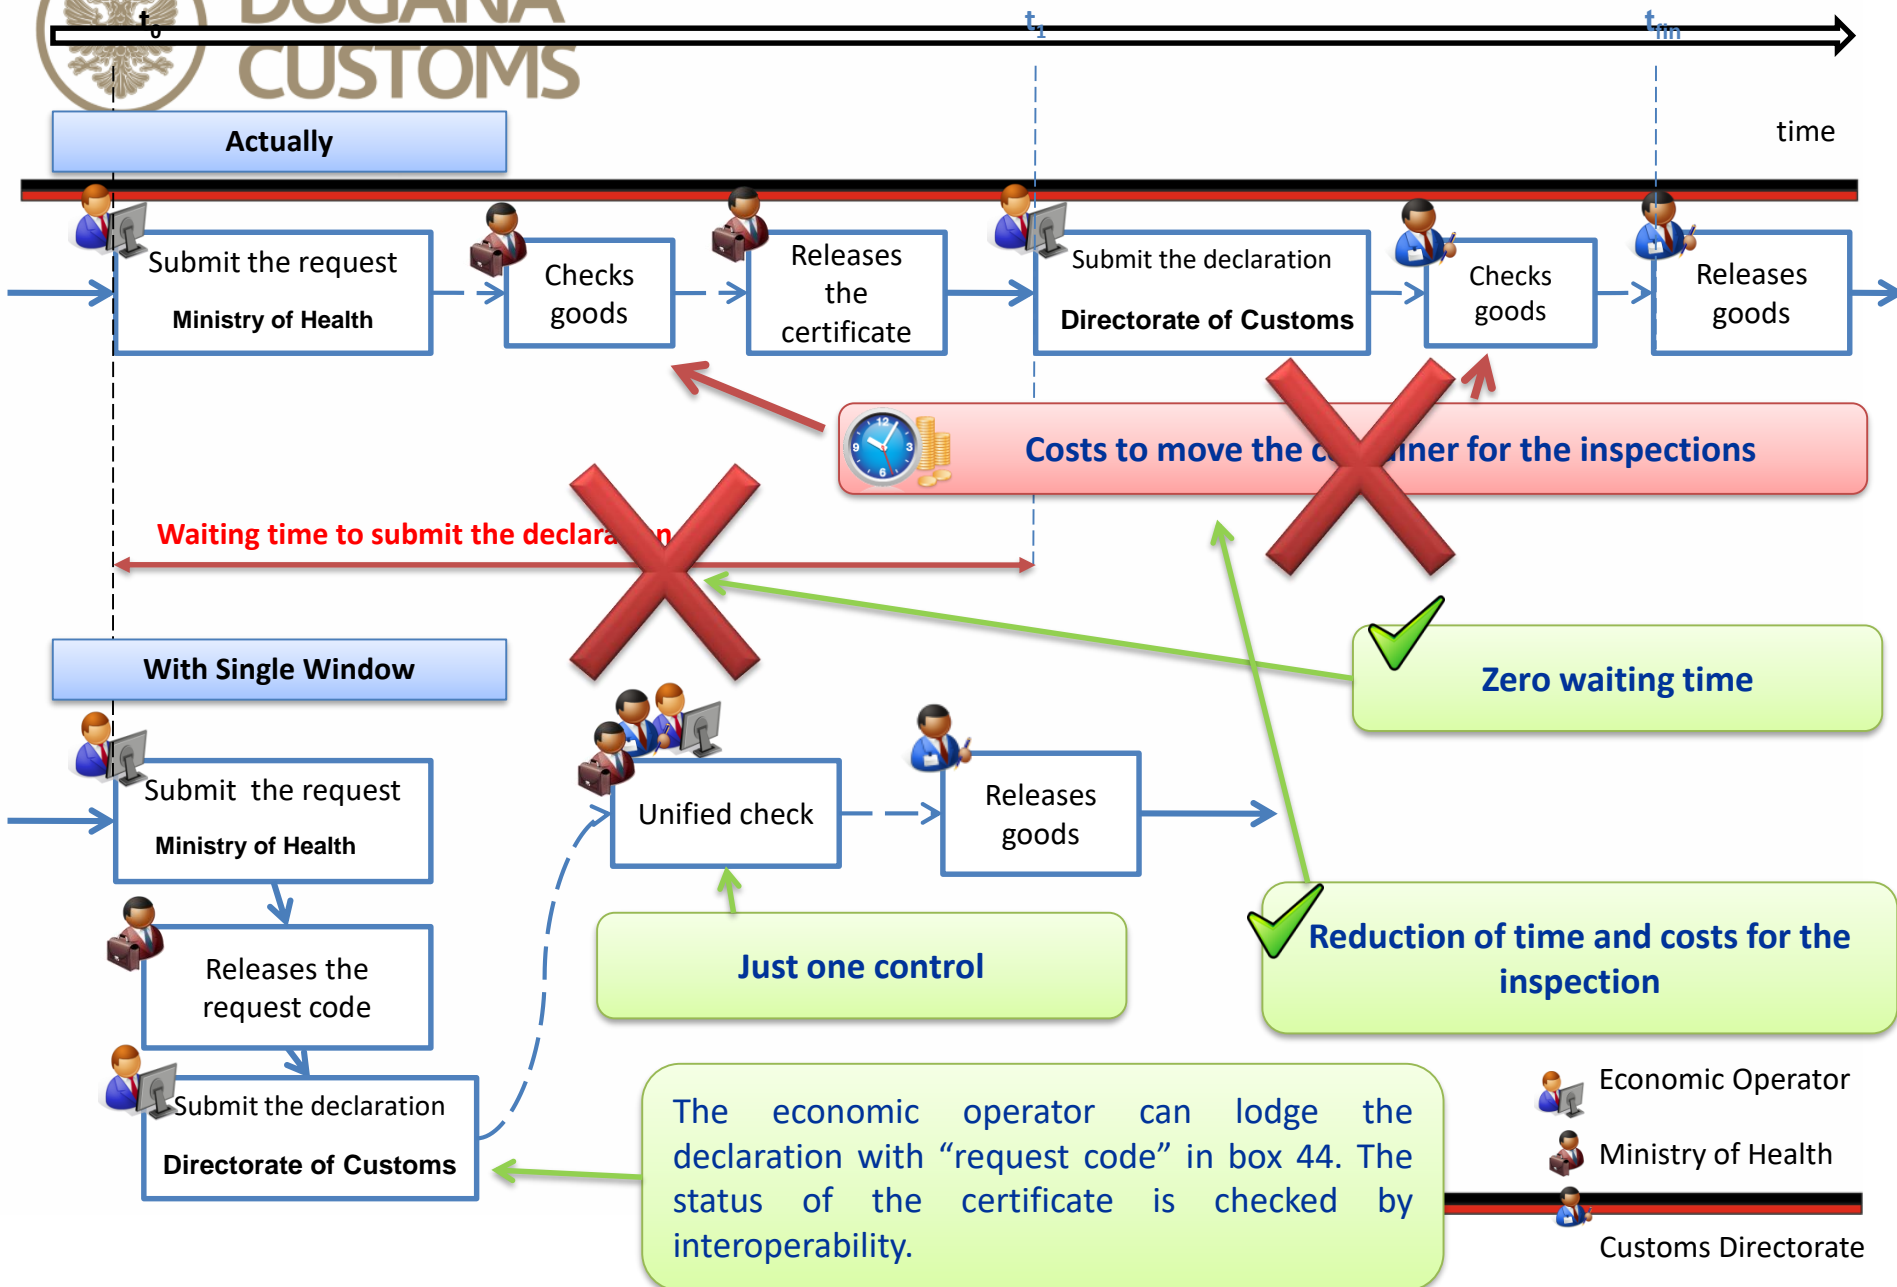 DOGANA
CUSTOMS
t0
t1
tfin
time
Actually
Submit the request
Ministry of Health
Checks
goods
Releases
the
certificate
Submit the declaration
Directorate of Customs
Checks
goods
Releases
goods
Costs to move the c iner for the inspections
Waiting time to submit the declara n
With Single Window
Zero waiting time
Submit the request
Ministry of Health
Unified check
Releases
goods
Releases the
request code
Just one control
Reduction of time and costs for the
inspection
Submit the declaration
Directorate of Customs
The economic operator can lodge the
declaration with “request code” in box 44. The
status of the certificate is checked by
interoperability.
Economic Operator
Ministry of Health
Customs Directorate